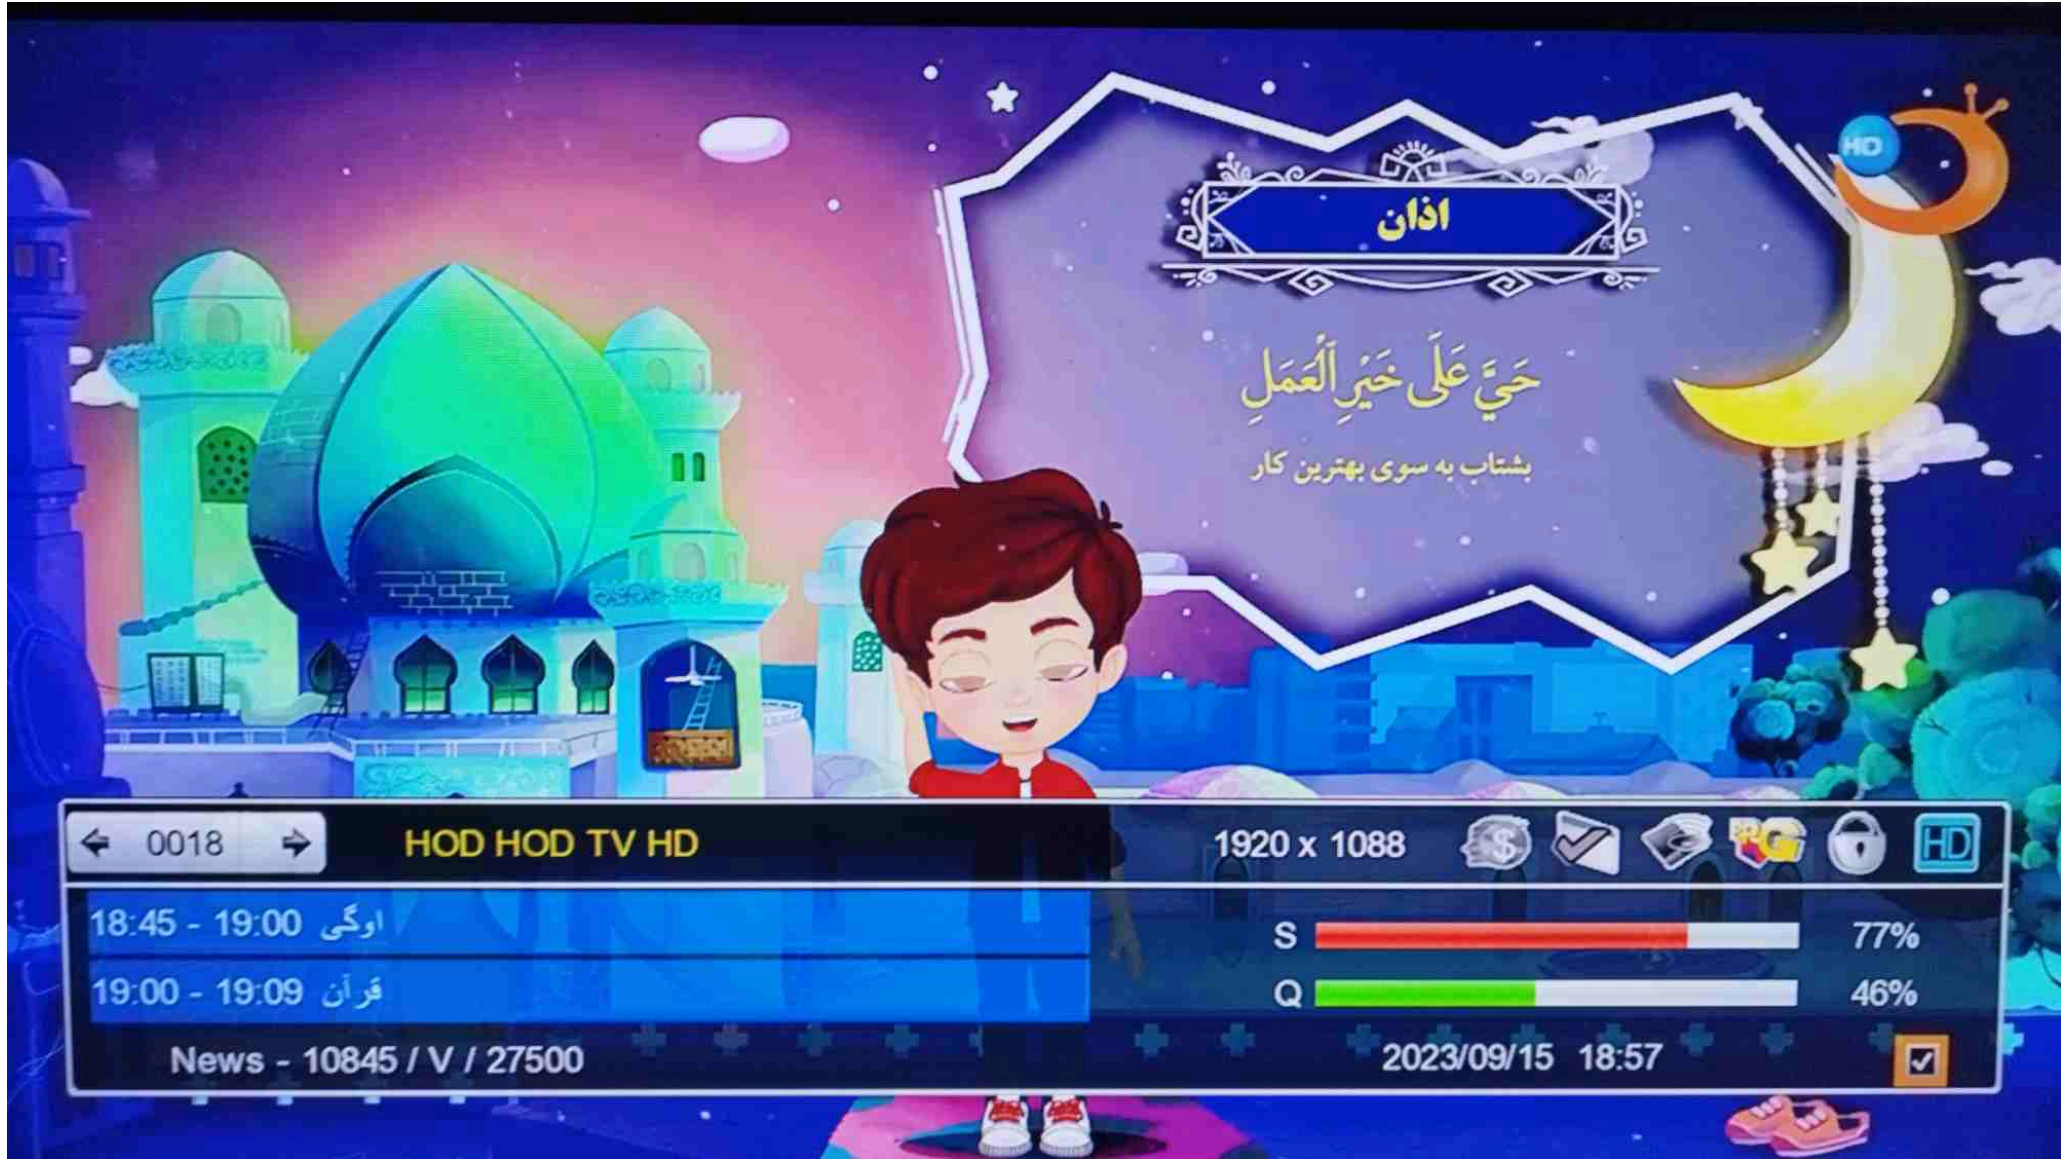 HD
اذان
حَيَّ عَلَى خَيْرِ الْعَمَلِ
بشتاب به سوی بهترین کار
0018 HOD HOD TV HD 1920 x 1088 HD
18:45 - 19:00 اوگی
S 77%
19:00 - 19:09 قرآن
Q 46%
News - 10845 / V / 27500 2023/09/15 18:57